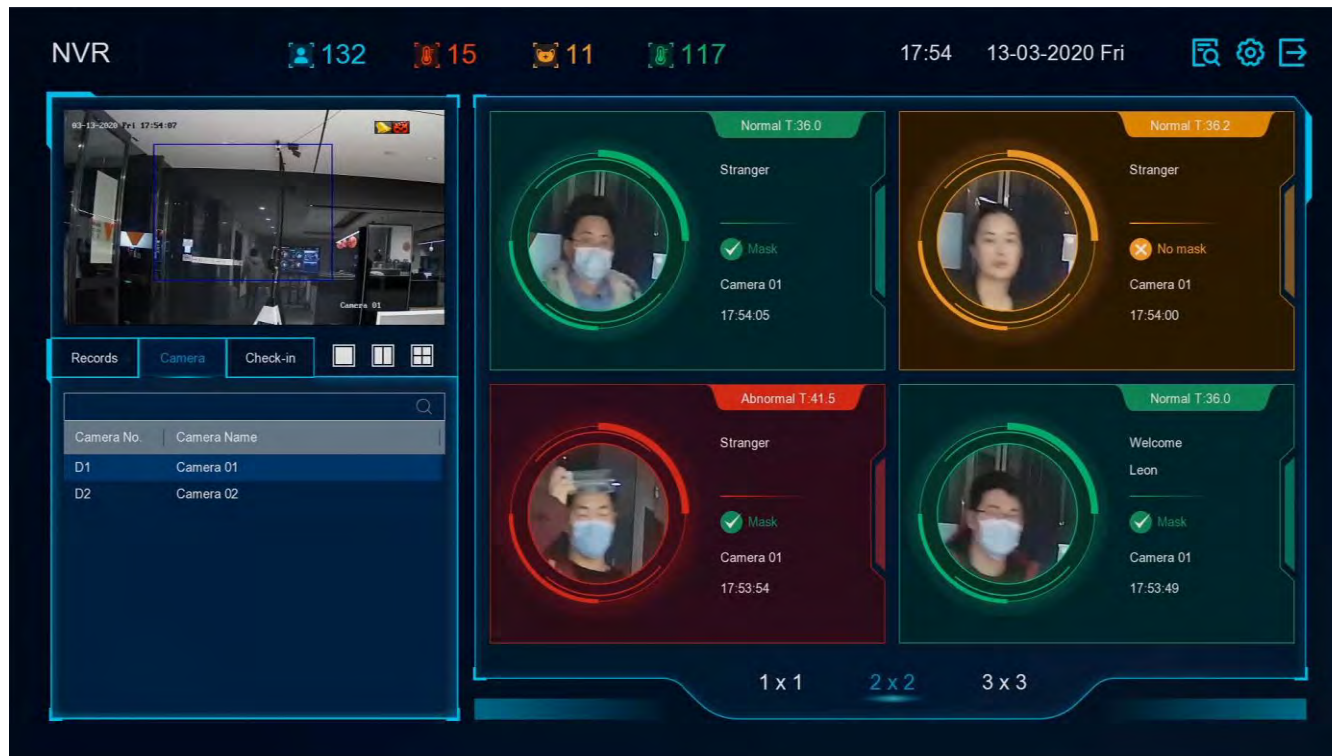 NVR 132 15 11 117 17:54 13-03-2020 Fri
03-13-2020 Fri 17:54:07
Camera 01
Records Camera Check-in
Camera No. Camera Name
D1 Camera 01
D2 Camera 02
Normal T:36.0
Stranger
Mask
Camera 01
17:54:05
Normal T:36.2
Stranger
No mask
Camera 01
17:54:00
Abnormal T:41.5
Stranger
Mask
Camera 01
17:53:54
Normal T:36.0
Welcome
Leon
Mask
Camera 01
17:53:49
1 x 1 2 x 2 3 x 3